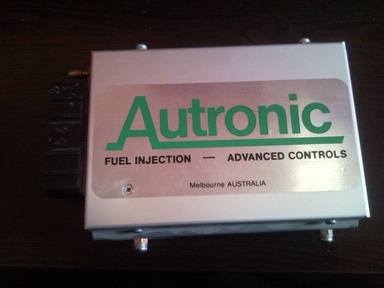 Autronic
FUEL INJECTION — ADVANCED CONTROLS
Melbourne AUSTRALIA